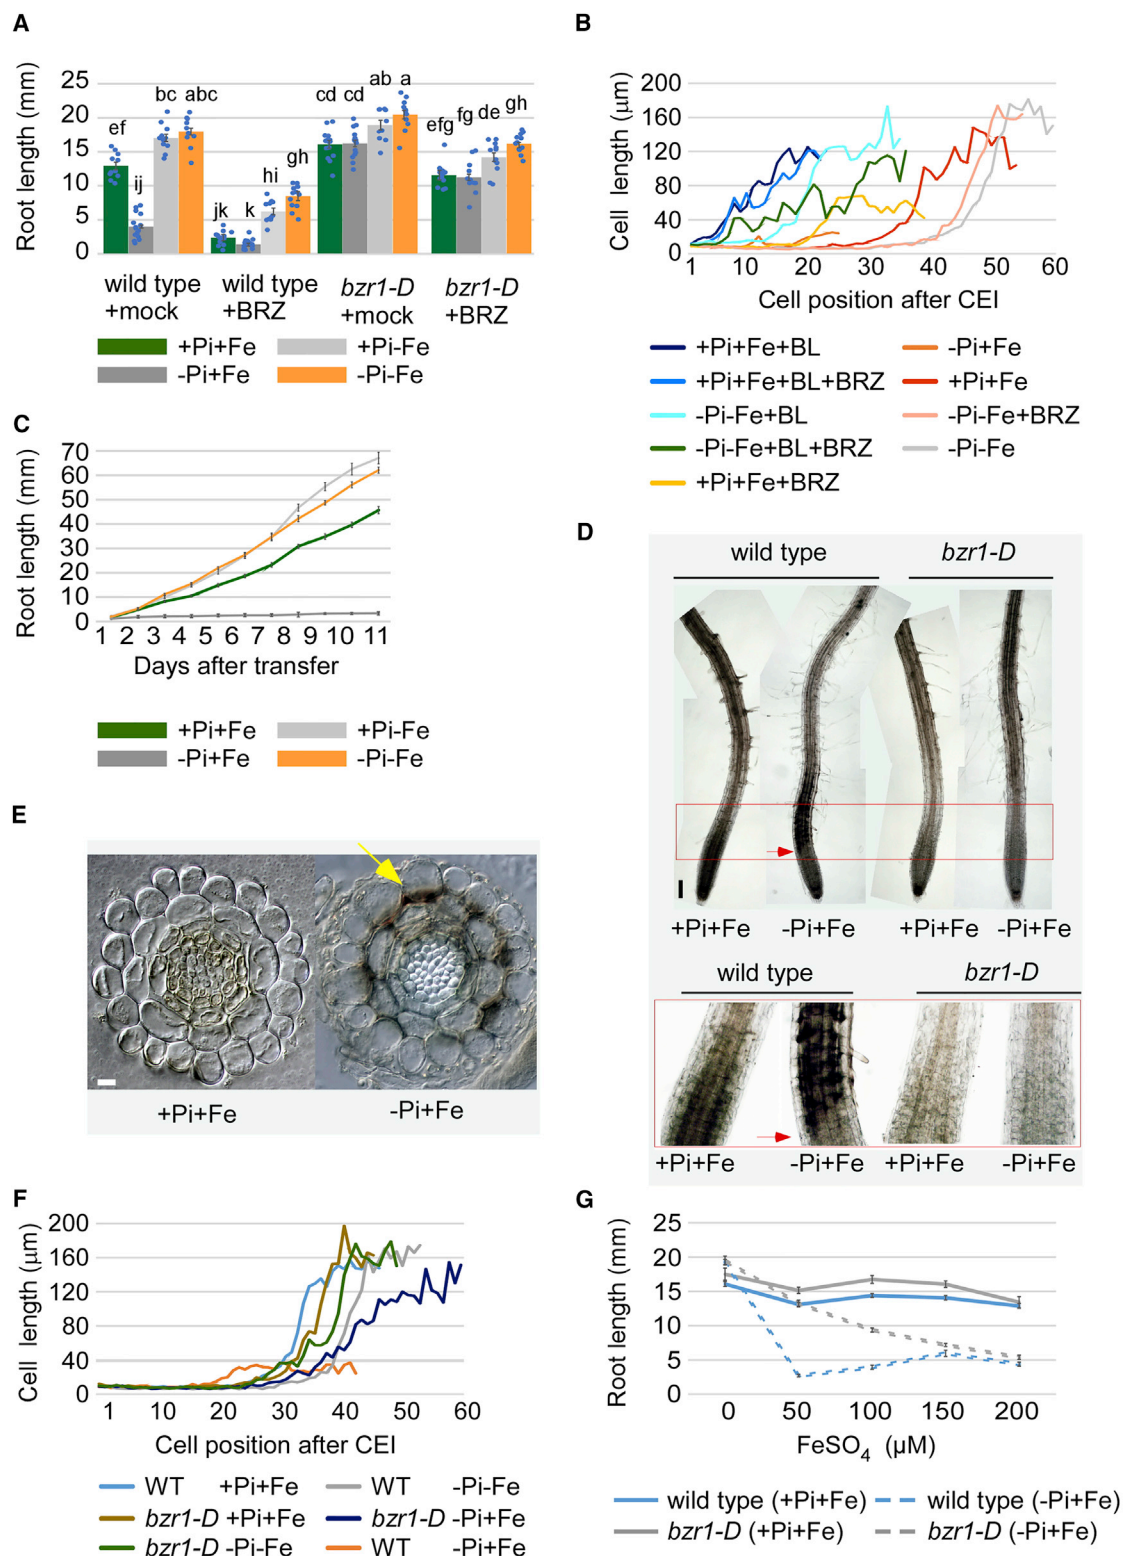 A
Root length (mm)
25
20
15
10
5
0
ef
ij
bc
abc
jk
k
hi
gh
cd
cd
ab
a
efg
fg
de
gh
wild type
+mock
wild type
+BRZ
bzr1-D
+mock
bzr1-D
+BRZ
+Pi+Fe
+Pi-Fe
-Pi+Fe
-Pi-Fe
B
Cell length (µm)
200
160
120
80
40
0
1 10 20 30 40 50 60
Cell position after CEI
+Pi+Fe+BL
-Pi+Fe
+Pi+Fe+BL+BRZ
+Pi+Fe
-Pi-Fe+BL
-Pi-Fe+BRZ
-Pi-Fe+BL+BRZ
-Pi-Fe
+Pi+Fe+BRZ
C
Root length (mm)
70
60
50
40
30
20
10
0
1 2 3 4 5 6 7 8 9 10 11
Days after transfer
+Pi+Fe
+Pi-Fe
-Pi+Fe
-Pi-Fe
D
wild type
bzr1-D
+Pi+Fe
-Pi+Fe
+Pi+Fe
-Pi+Fe
wild type
bzr1-D
+Pi+Fe
-Pi+Fe
+Pi+Fe
-Pi+Fe
E
+Pi+Fe
-Pi+Fe
F
Cell length (µm)
200
160
120
80
40
0
1 10 20 30 40 50 60
Cell position after CEI
WT +Pi+Fe
WT -Pi-Fe
bzr1-D +Pi+Fe
bzr1-D -Pi+Fe
bzr1-D -Pi-Fe
WT -Pi+Fe
G
Root length (mm)
25
20
15
10
5
0
0 50 100 150 200
FeSO4 (µM)
wild type (+Pi+Fe)
wild type (-Pi+Fe)
bzr1-D (+Pi+Fe)
bzr1-D (-Pi+Fe)